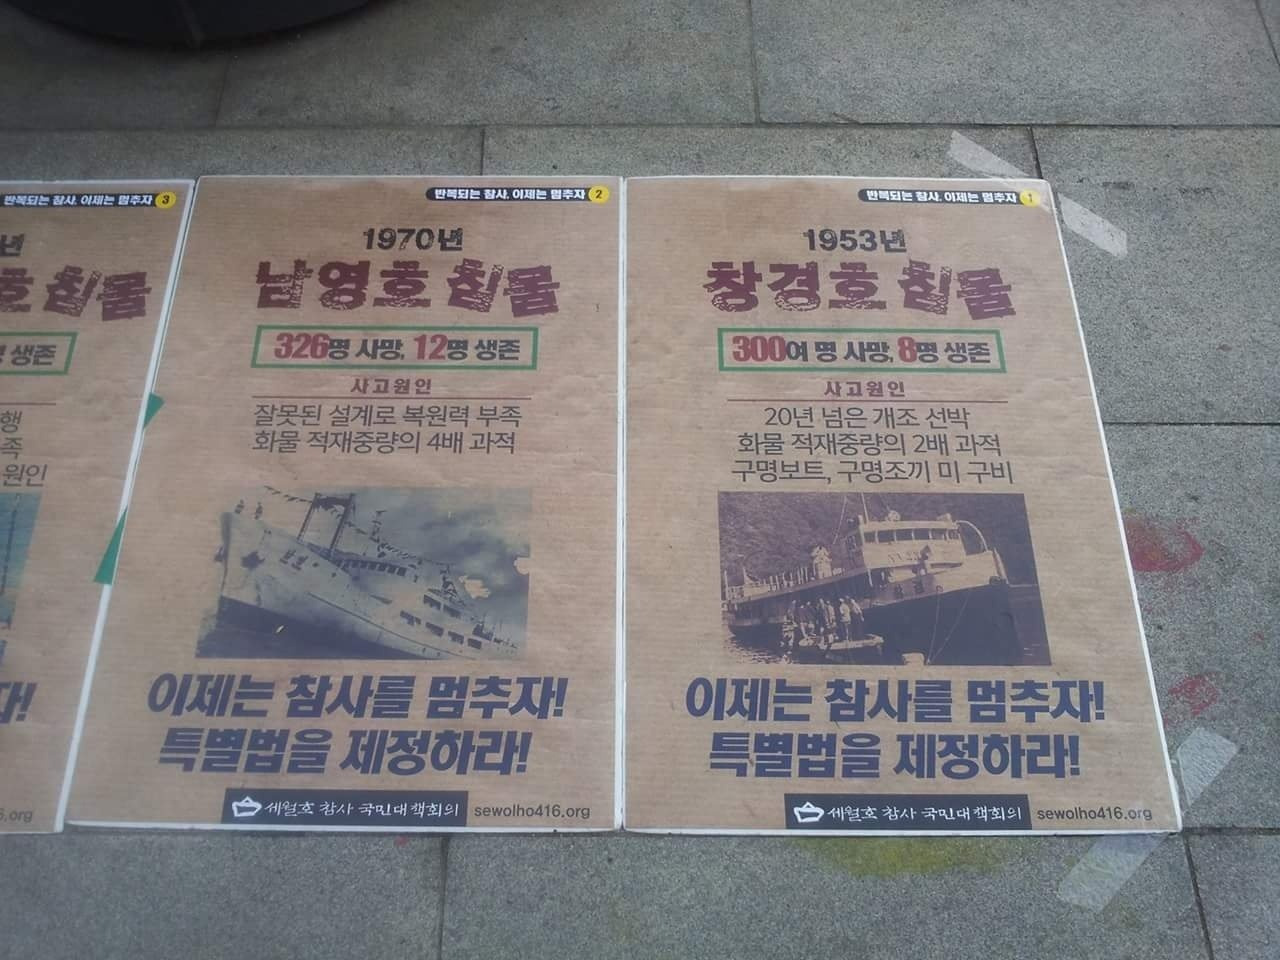 반복되는 참사, 이제는 멈추자 3
년
호 침몰
명 생존
행
족
원인
자!
6.org
반복되는 참사, 이제는 멈추자 2
1970년
남영호 침몰
326명 사망, 12명 생존
사고원인
잘못된 설계로 복원력 부족
화물 적재중량의 4배 과적
이제는 참사를 멈추자!
특별법을 제정하라!
세월호 참사 국민대책회의 sewolho416.org
반복되는 참사, 이제는 멈추자 1
1953년
창경호 침몰
300여 명 사망, 8명 생존
사고원인
20년 넘은 개조 선박
화물 적재중량의 2배 과적
구명보트, 구명조끼 미 구비
이제는 참사를 멈추자!
특별법을 제정하라!
세월호 참사 국민대책회의 sewolho416.org